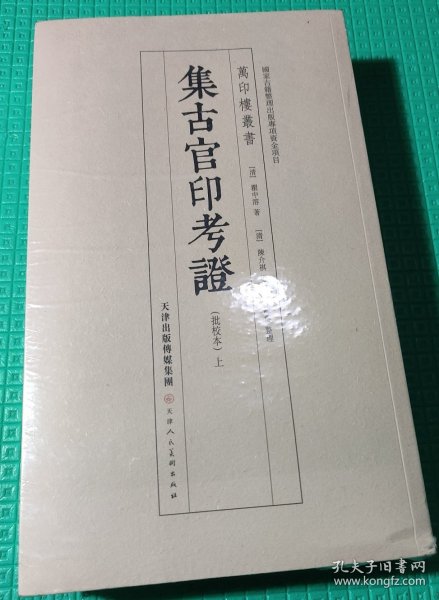 國家古籍整理出版專項資金項目
萬印樓叢書
[清] 瞿中溶 著
[清] 陳介祺
整理
集古官印考證
(批校本) 上
天津出版傳媒集團
天津人民美術出版社
孔夫子旧书网
book.kongfz.com